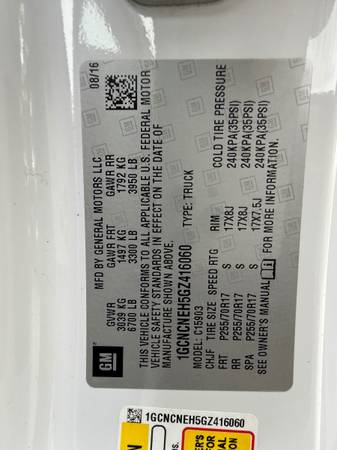 MFD BY GENERAL MOTORS LLC 08/16
GVWR GAWR FRT GAWR RR
3039 KG 1497 KG 1792 KG
6700 LB 3300 LB 3950 LB
THIS VEHICLE CONFORMS TO ALL APPLICABLE U.S. FEDERAL MOTOR
VEHICLE SAFETY STANDARDS IN EFFECT ON THE DATE OF
MANUFACTURE SHOWN ABOVE.
1GCNCNEH5GZ416060 TYPE: TRUCK
MODEL: C15903
CHJF TIRE SIZE SPEED RTG RIM COLD TIRE PRESSURE
FRT P255/70R17 S 17X8J 240KPA(35PSI)
RR P255/70R17 S 17X8J 240KPA(35PSI)
SPA P255/70R17 S 17X7.5J 240KPA(35PSI)
SEE OWNER'S MANUAL FOR MORE INFORMATION.
GM
1GCNCNEH5GZ416060